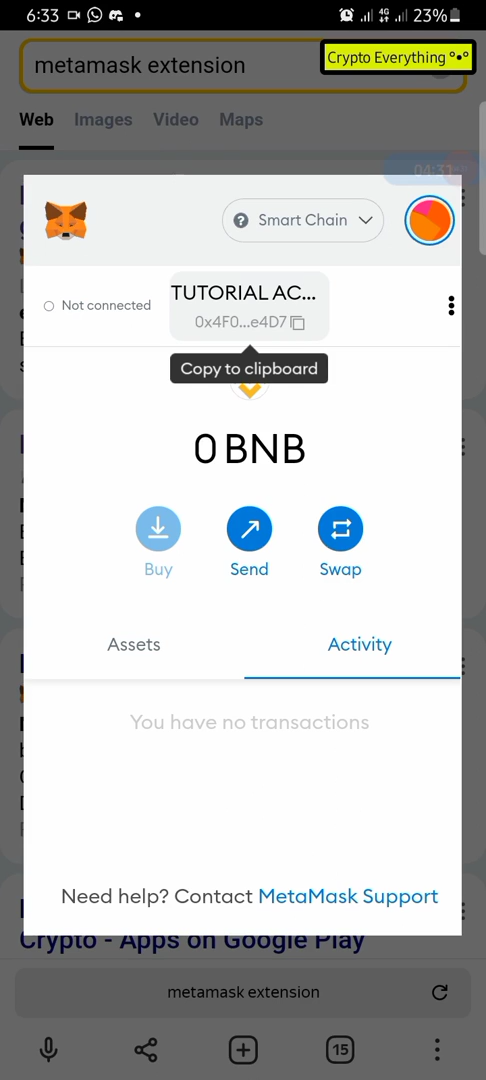 6:33
4G
23%
metamask extension
Crypto Everything °•°
Web Images Video Maps
04:31
Smart Chain
Not connected
TUTORIAL AC...
0x4F0...e4D7
Copy to clipboard
0 BNB
Buy Send Swap
Assets Activity
You have no transactions
Need help? Contact MetaMask Support
Crypto - Apps on Google Play
metamask extension
15